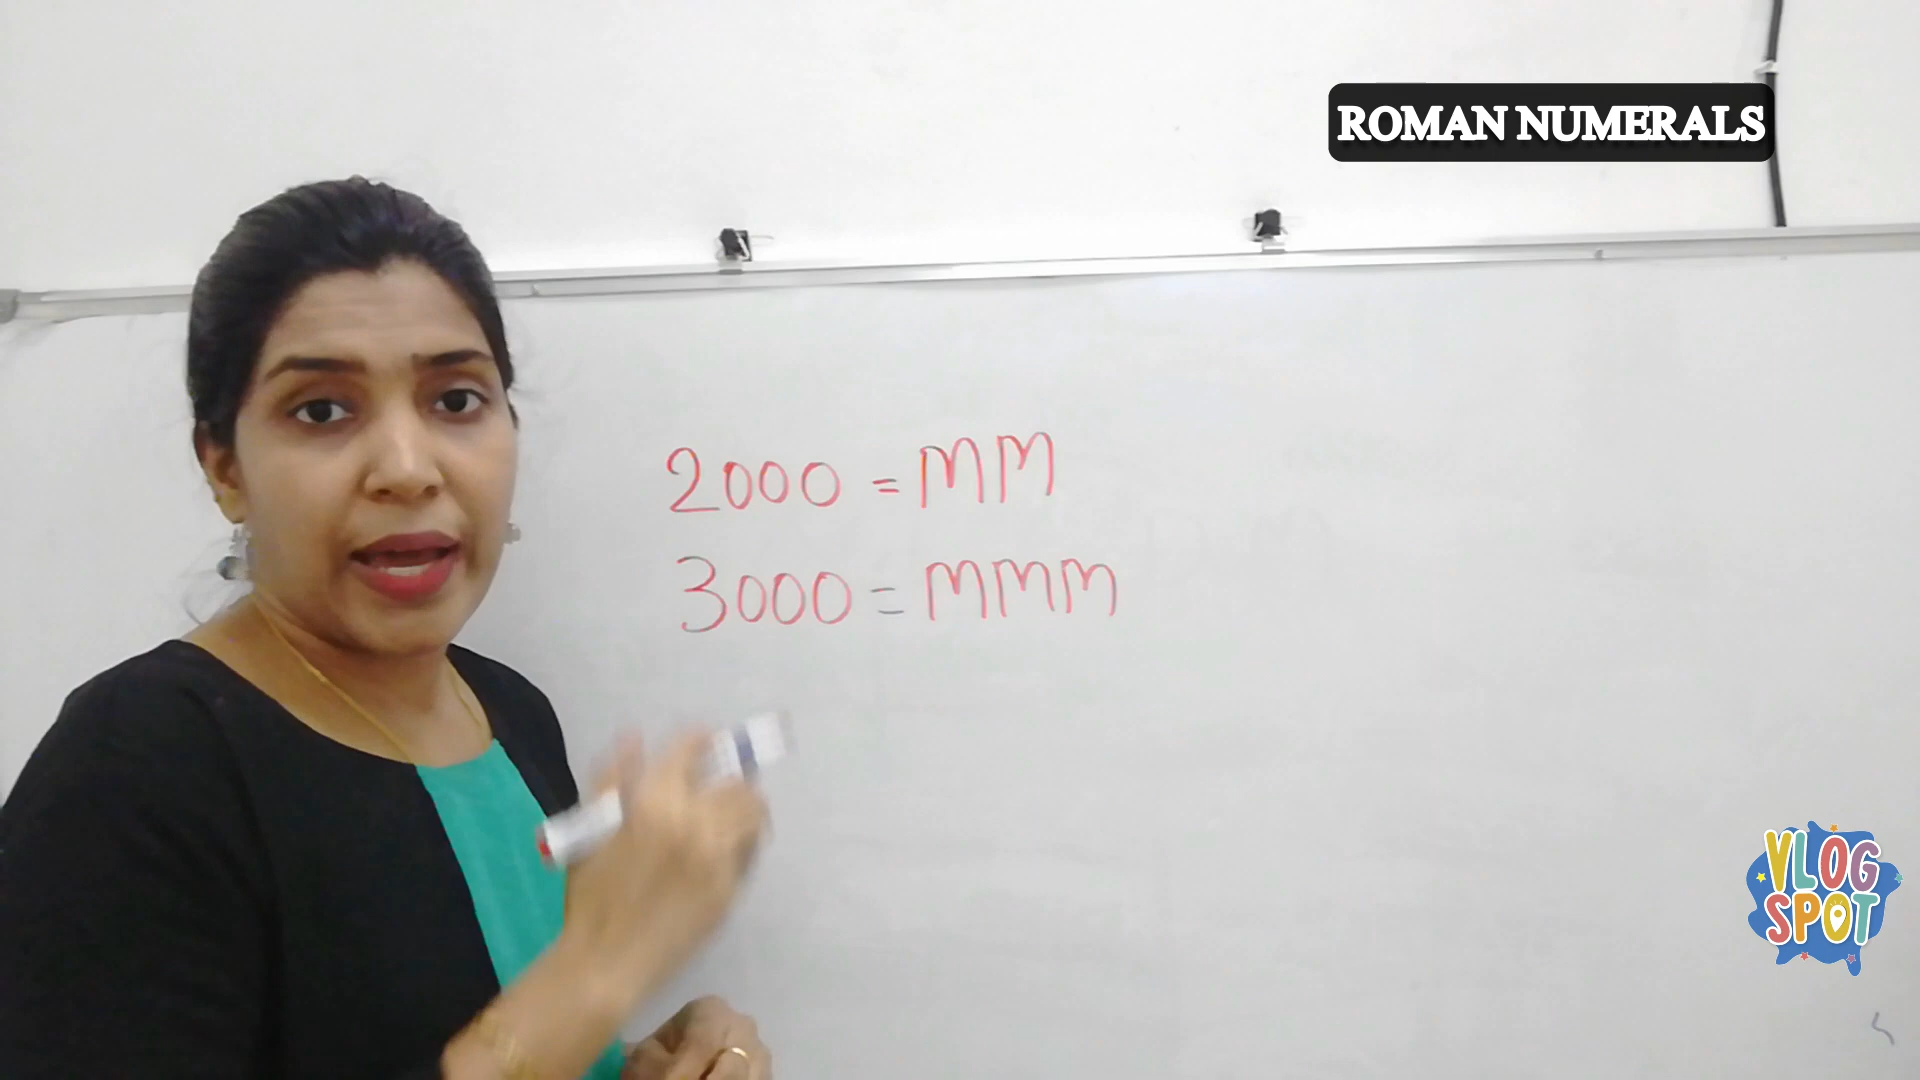 ROMAN NUMERALS
2000 = MM
3000 = MMM
VLOG
SPOT